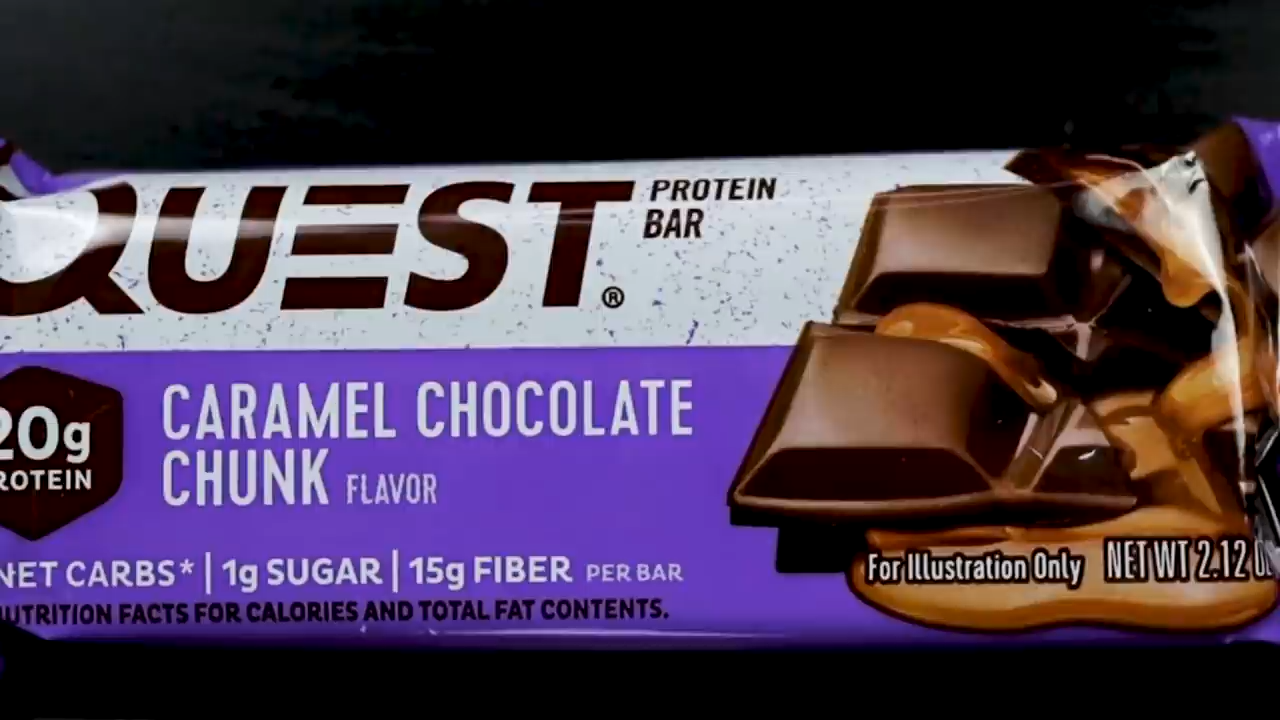 QUEST®
PROTEIN
BAR
20g
PROTEIN
CARAMEL CHOCOLATE
CHUNK FLAVOR
NET CARBS* | 1g SUGAR | 15g FIBER PER BAR
NUTRITION FACTS FOR CALORIES AND TOTAL FAT CONTENTS.
For Illustration Only NET WT 2.12